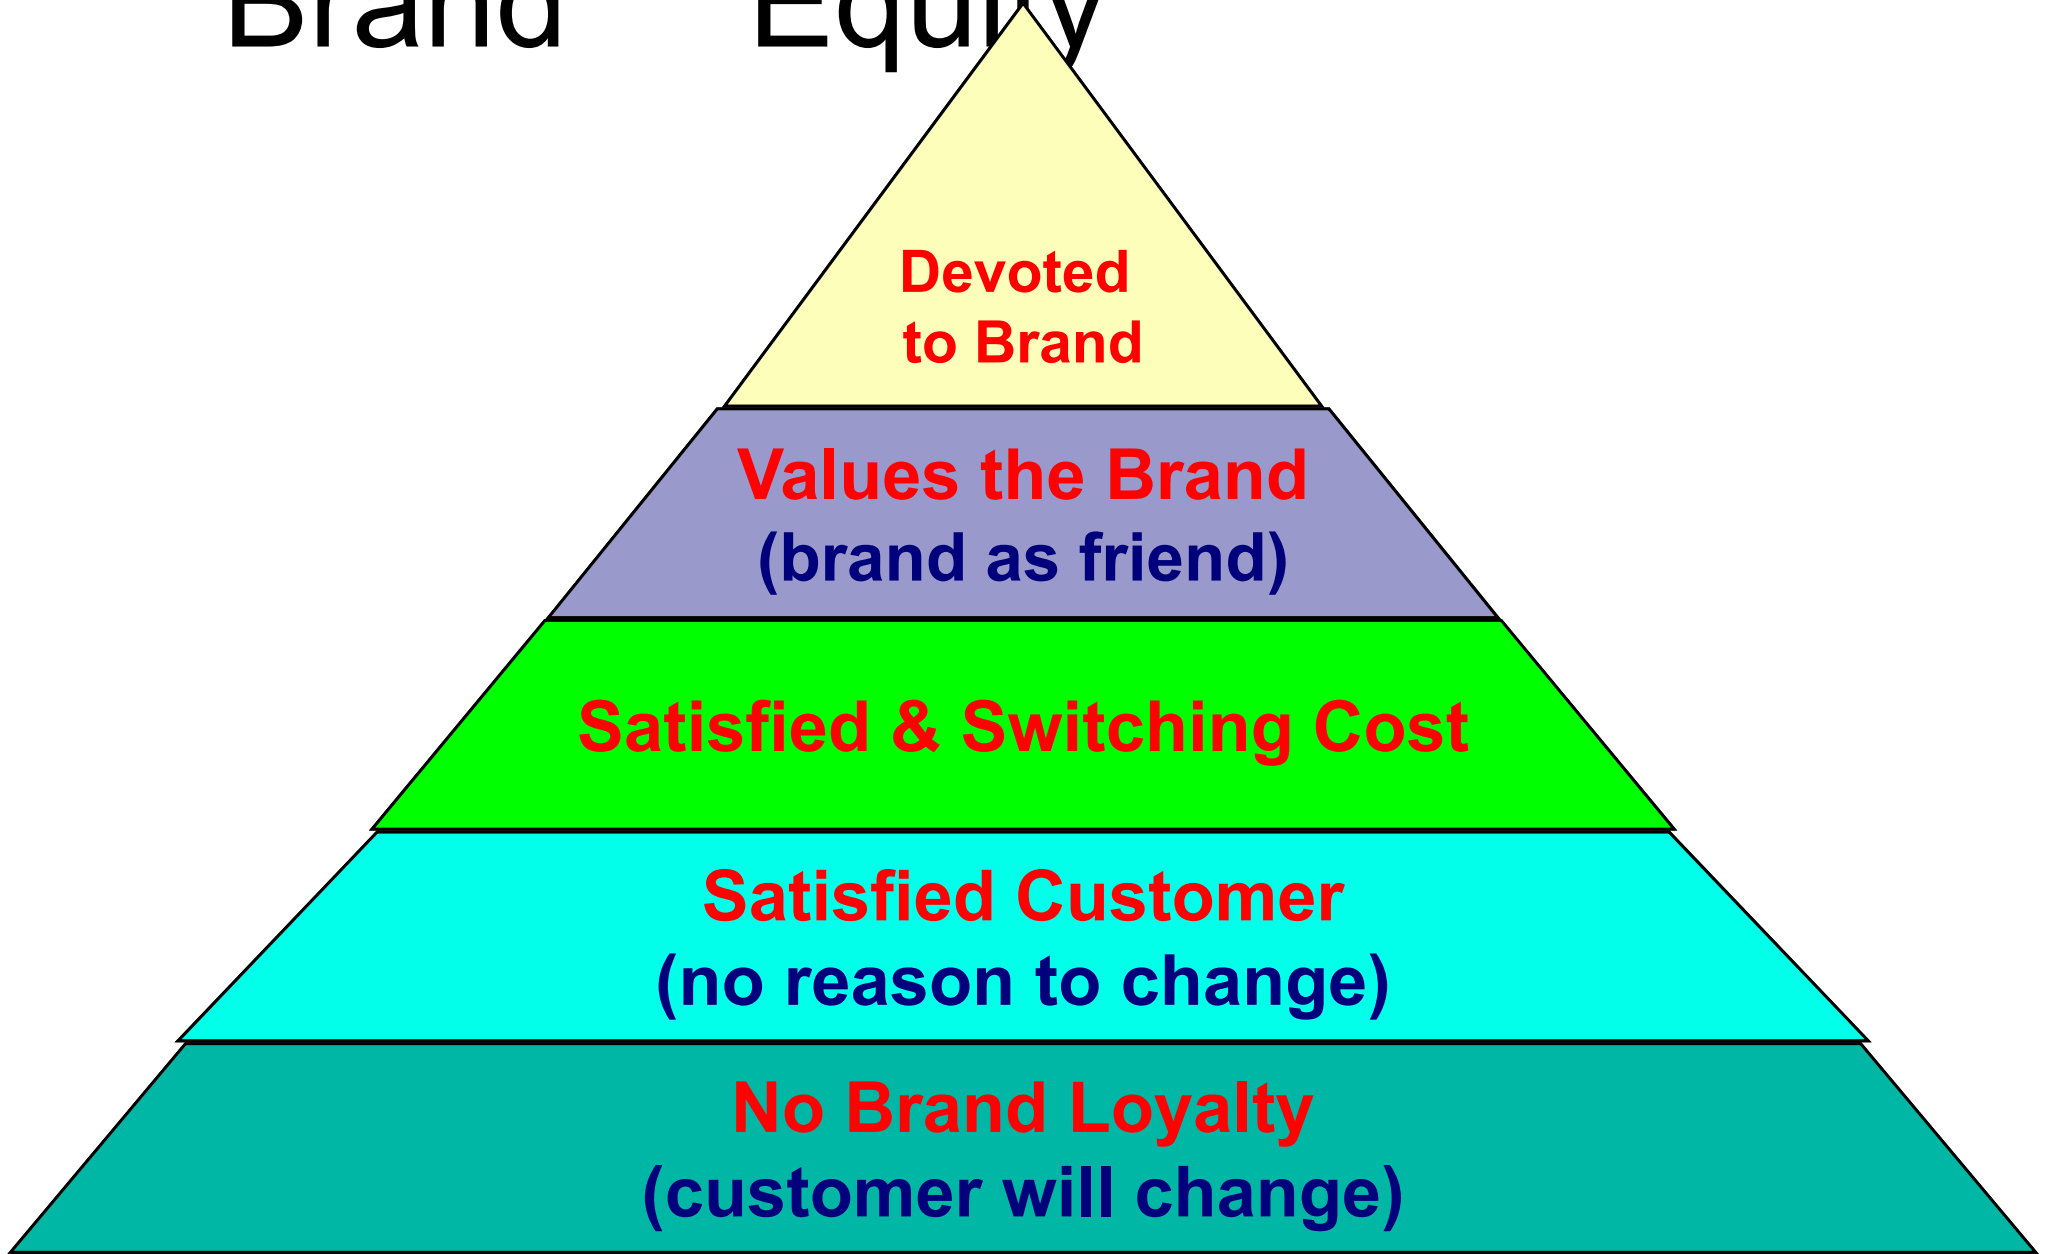 Brand Equity
Devoted
to Brand
Values the Brand
(brand as friend)
Satisfied & Switching Cost
Satisfied Customer
(no reason to change)
No Brand Loyalty
(customer will change)